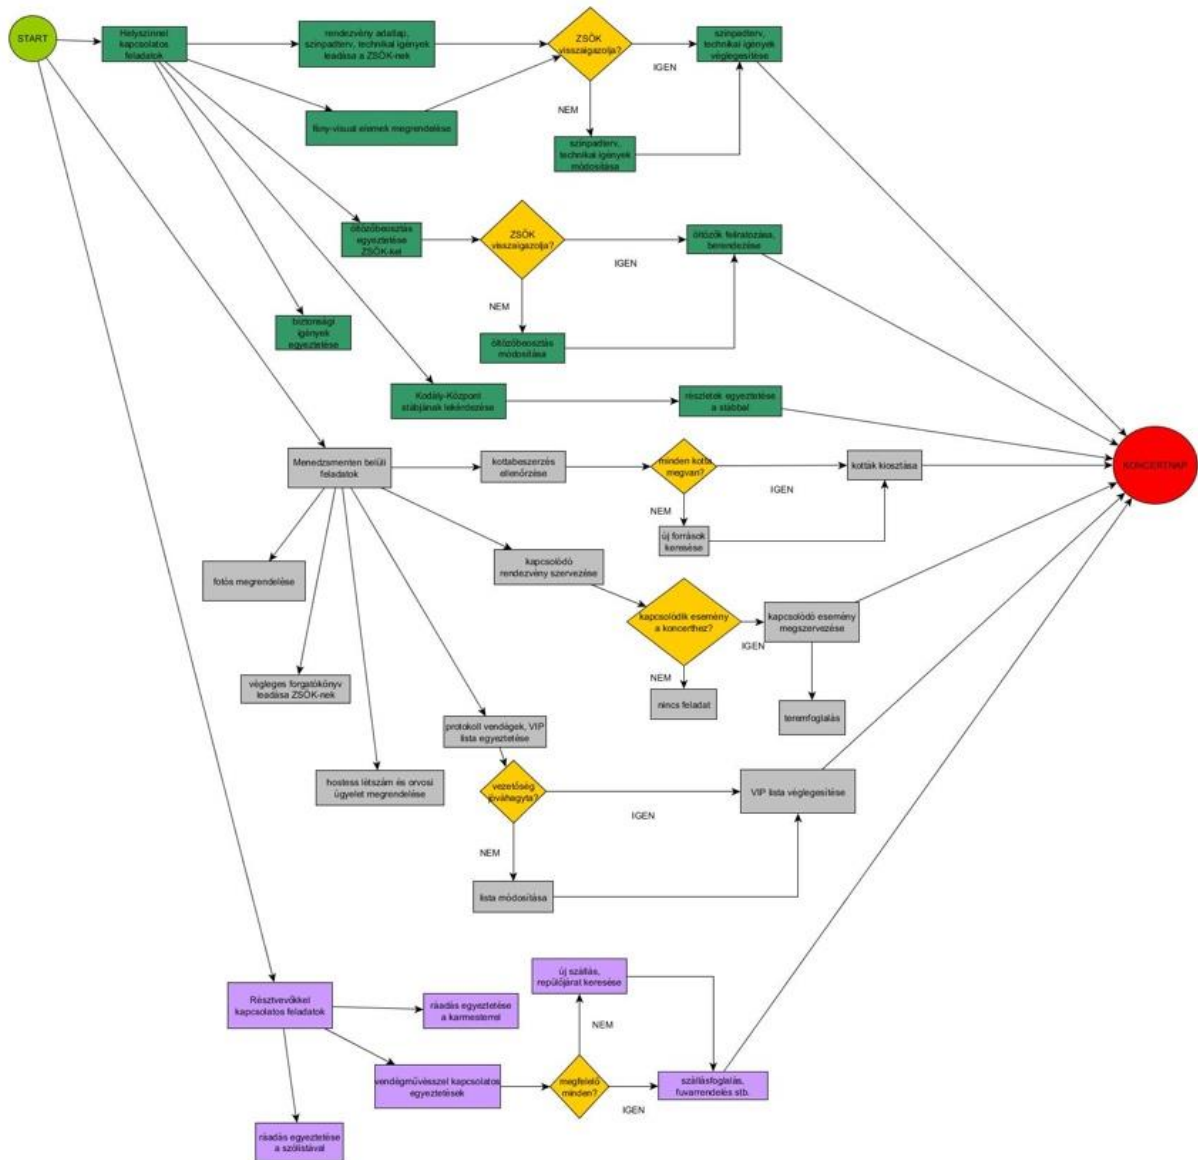 START
Helyszínnel
kapcsolatos
feladatok
rendezvény adatlap,
színpadterv, technikai igények
leadása a ZSÖK-nek
ZSÖK
visszaigazolja?
IGEN
színpadterv,
technikai igények
véglegesítése
NEM
fény-visual elemek megrendelése
színpadterv,
technikai igények
módosítása
öltözőbeosztás
egyeztetése
ZSÖK-kel
ZSÖK
visszaigazolja?
IGEN
öltözők feliratozása,
berendezése
NEM
biztonsági
igények
egyeztetése
öltözőbeosztás
módosítása
Kodály-Központ
stábjának lekérdezése
részletek egyeztetése
a stábbal
Menedzsmenten belüli
feladatok
kottabeszerzés
ellenőrzése
minden kotta
megvan?
IGEN
kották kiosztása
KONCERTNAP
NEM
új források
keresése
fotós megrendelése
kapcsolódó
rendezvény szervezése
kapcsolódik esemény
a koncerthez?
IGEN
kapcsolódó esemény
megszervezése
NEM
nincs feladat
teremfoglalás
végleges forgatókönyv
leadása ZSÖK-nek
protokoll vendégek, VIP
lista egyeztetése
hostess létszám és orvosi
ügyelet megrendelése
vezetőség
jóváhagyta?
IGEN
VIP lista véglegesítése
NEM
lista módosítása
Résztvevőkkel
kapcsolatos feladatok
ráadás egyeztetése
a karmesterrel
új szállás,
repülőjárat keresése
NEM
vendégművésszel kapcsolatos
egyeztetések
megfelelő
minden?
IGEN
szállásfoglalás,
fuvarrendelés stb.
ráadás egyeztetése
a szólistával